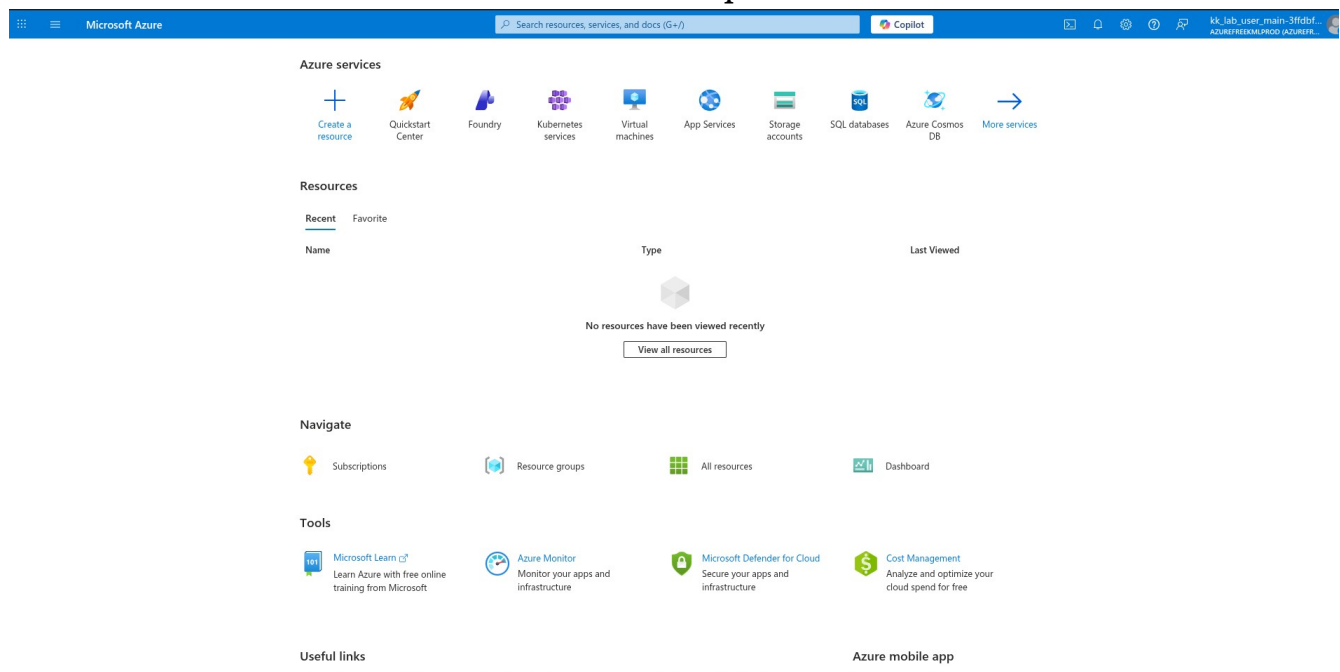 Microsoft Azure
Search resources, services, and docs (G+/)
Copilot
kk_lab_user_main-3ffdbf...
AZUREFREEKMLPROD (AZUREFR...
Azure services
Create a resource
Quickstart Center
Foundry
Kubernetes services
Virtual machines
App Services
Storage accounts
SQL databases
Azure Cosmos DB
More services
Resources
Recent
Favorite
Name
Type
Last Viewed
No resources have been viewed recently
View all resources
Navigate
Subscriptions
Resource groups
All resources
Dashboard
Tools
101
Microsoft Learn
Learn Azure with free online
training from Microsoft
Azure Monitor
Monitor your apps and
infrastructure
Microsoft Defender for Cloud
Secure your apps and
infrastructure
Cost Management
Analyze and optimize your
cloud spend for free
Useful links
Azure mobile app